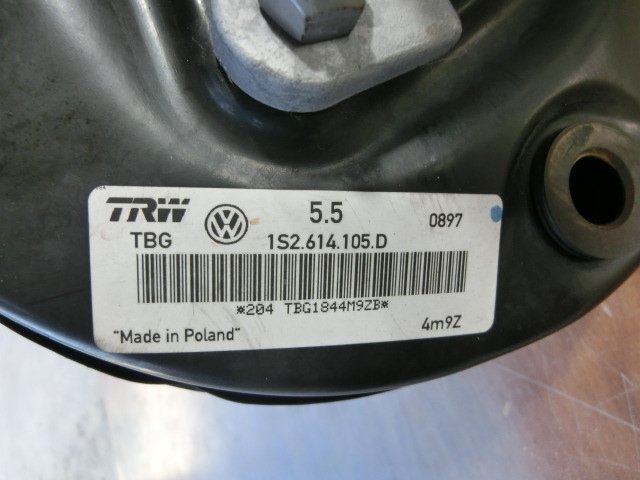 TRW 5.5 0897
TBG 1S2.614.105.D
*204 TBG1844M9ZB*
"Made in Poland" 4m9Z